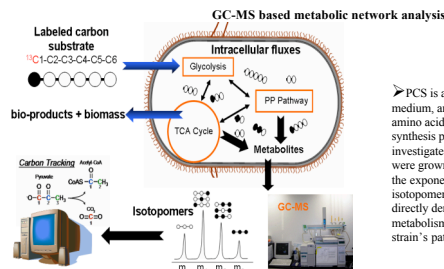 GC-MS based metabolic network analysis
Labeled carbon
substrate
¹³C1-C2-C3-C4-C5-C6
Intracellular fluxes
Glycolysis
PP Pathway
TCA Cycle
Metabolites
bio-products + biomass
Carbon Tracking
Acetyl CoA
Pyruvate
CoAS
CO₂
Isotopomers
m
m
m
m
GC-MS
➤PCS is a
medium, ar
amino acid
synthesis p
investigate
were grown
the exponer
isotopomer
directly der
metabolism
strain's pat